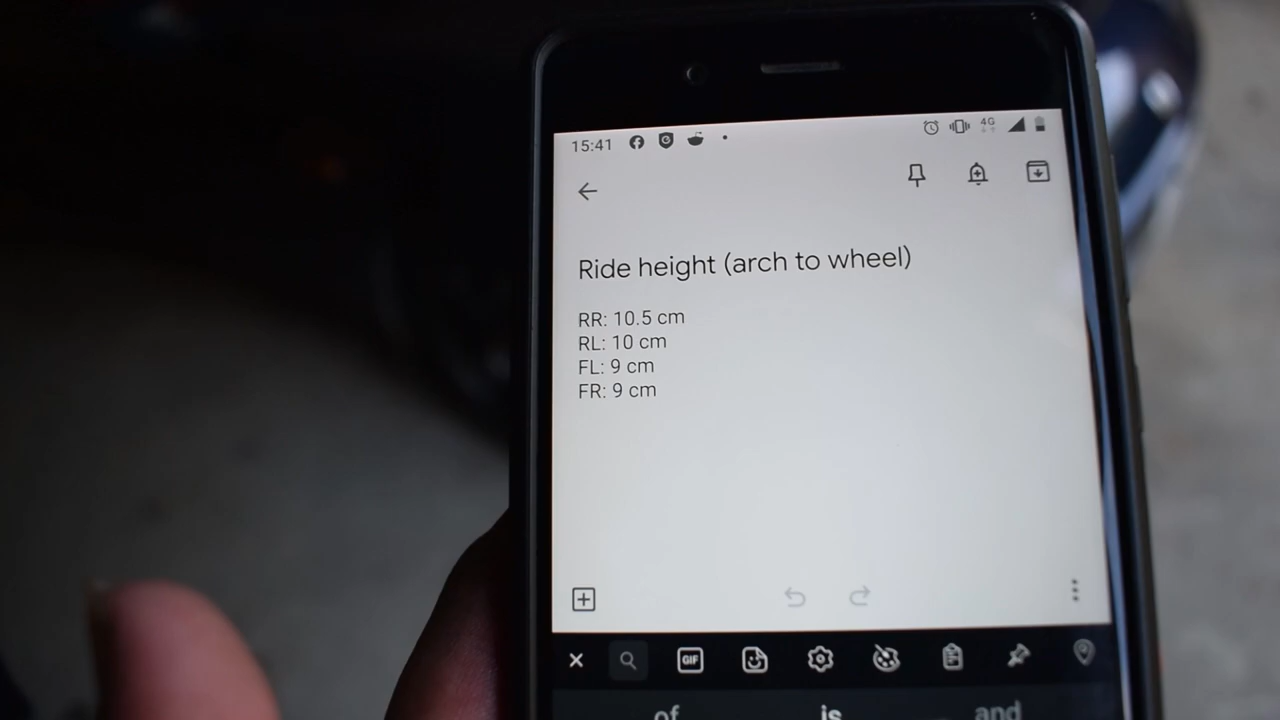 15:41
4G
Ride height (arch to wheel)
RR: 10.5 cm
RL: 10 cm
FL: 9 cm
FR: 9 cm
GIF
of is and